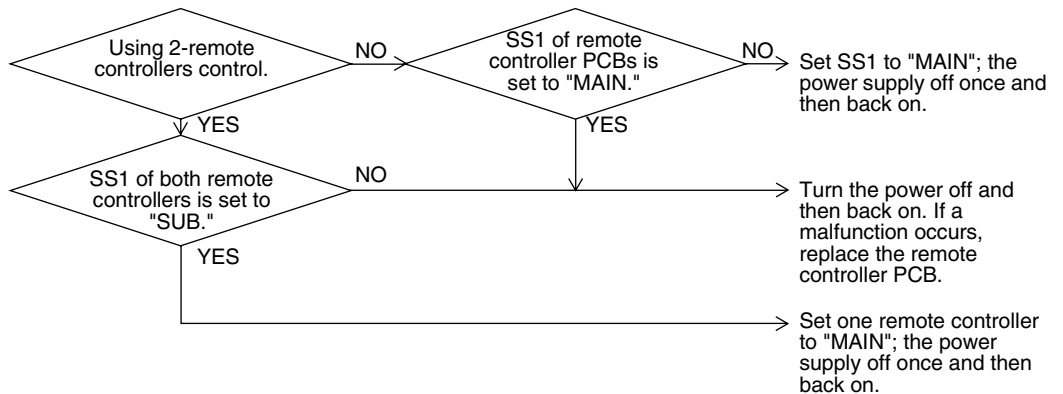 Using 2-remote
controllers control.
NO
SS1 of remote
controller PCBs is
set to "MAIN."
NO
Set SS1 to "MAIN"; the
power supply off once and
then back on.
YES
YES
SS1 of both remote
controllers is set to
"SUB."
NO
Turn the power off and
then back on. If a
malfunction occurs,
replace the remote
controller PCB.
YES
Set one remote controller
to "MAIN"; the power
supply off once and then
back on.